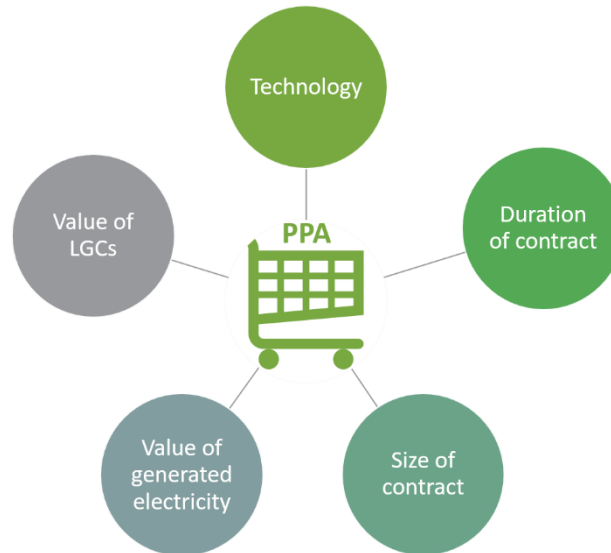 Technology
Value of
LGCs
PPA
Duration
of contract
Value of
generated
electricity
Size of
contract